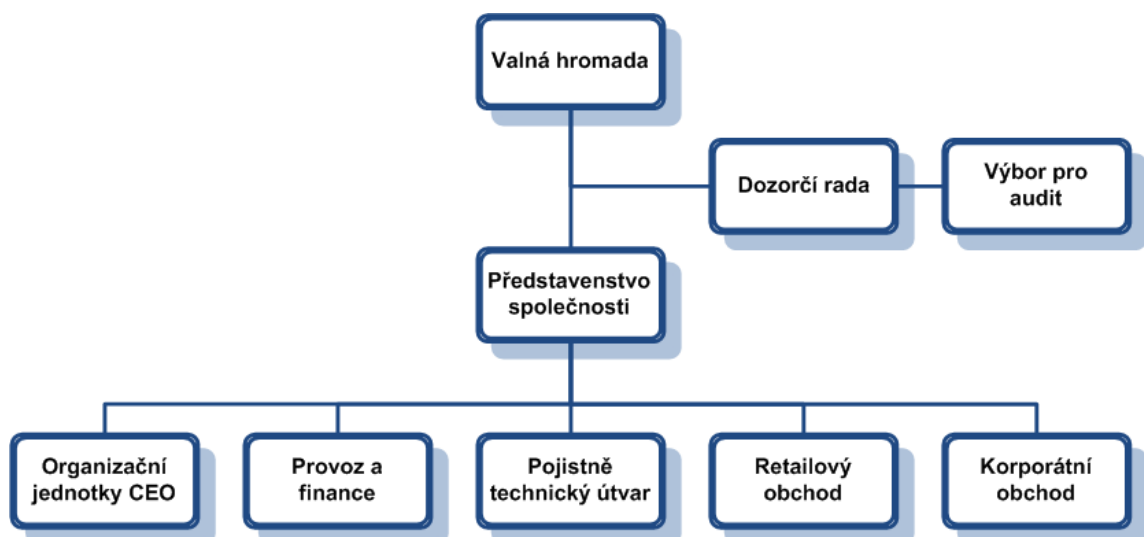 Valná hromada
Dozorčí rada
Výbor pro
audit
Představenstvo
společnosti
Organizační
jednotky CEO
Provoz a
finance
Pojistně
technický útvar
Retailový
obchod
Korporátní
obchod